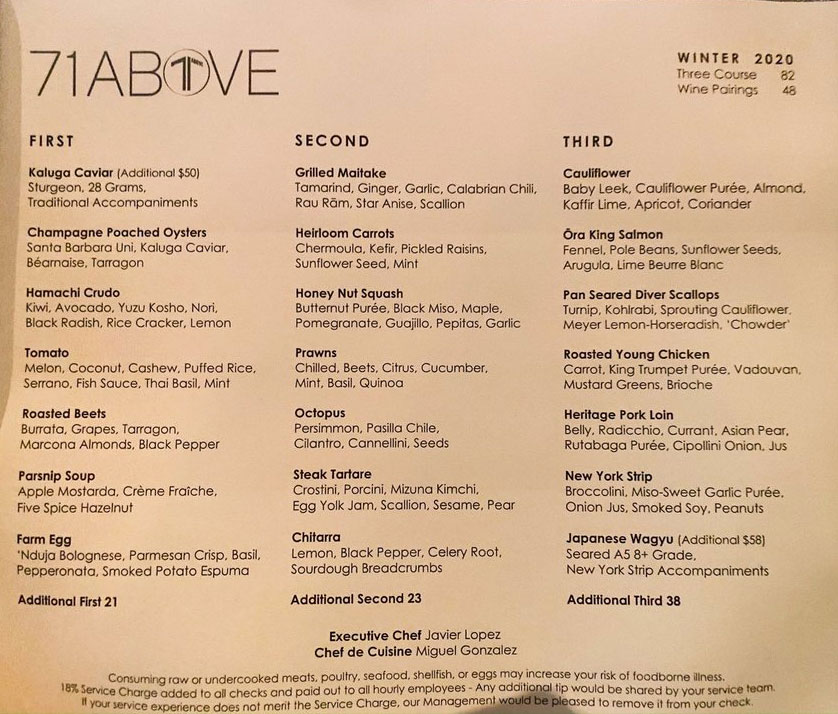 71ABOVE
WINTER 2020
Three Course 82
Wine Pairings 48
FIRST
Kaluga Caviar (Additional $50)
Sturgeon, 28 Grams,
Traditional Accompaniments
Champagne Poached Oysters
Santa Barbara Uni, Kaluga Caviar,
Béarnaise, Tarragon
Hamachi Crudo
Kiwi, Avocado, Yuzu Kosho, Nori,
Black Radish, Rice Cracker, Lemon
Tomato
Melon, Coconut, Cashew, Puffed Rice,
Serrano, Fish Sauce, Thai Basil, Mint
Roasted Beets
Burrata, Grapes, Tarragon,
Marcona Almonds, Black Pepper
Parsnip Soup
Apple Mostarda, Crème Fraîche,
Five Spice Hazelnut
Farm Egg
'Nduja Bolognese, Parmesan Crisp, Basil,
Pepperonata, Smoked Potato Espuma
Additional First 21
SECOND
Grilled Maitake
Tamarind, Ginger, Garlic, Calabrian Chili,
Rau Răm, Star Anise, Scallion
Heirloom Carrots
Chermoula, Kefir, Pickled Raisins,
Sunflower Seed, Mint
Honey Nut Squash
Butternut Purée, Black Miso, Maple,
Pomegranate, Guajillo, Pepitas, Garlic
Prawns
Chilled, Beets, Citrus, Cucumber,
Mint, Basil, Quinoa
Octopus
Persimmon, Pasilla Chile,
Cilantro, Cannellini, Seeds
Steak Tartare
Crostini, Porcini, Mizuna Kimchi,
Egg Yolk Jam, Scallion, Sesame, Pear
Chitarra
Lemon, Black Pepper, Celery Root,
Sourdough Breadcrumbs
Additional Second 23
THIRD
Cauliflower
Baby Leek, Cauliflower Purée, Almond,
Kaffir Lime, Apricot, Coriander
Ōra King Salmon
Fennel, Pole Beans, Sunflower Seeds,
Arugula, Lime Beurre Blanc
Pan Seared Diver Scallops
Turnip, Kohlrabi, Sprouting Cauliflower,
Meyer Lemon-Horseradish, 'Chowder'
Roasted Young Chicken
Carrot, King Trumpet Purée, Vadouvan,
Mustard Greens, Brioche
Heritage Pork Loin
Belly, Radicchio, Currant, Asian Pear,
Rutabaga Purée, Cipollini Onion, Jus
New York Strip
Broccolini, Miso-Sweet Garlic Purée,
Onion Jus, Smoked Soy, Peanuts
Japanese Wagyu (Additional $58)
Seared A5 8+ Grade,
New York Strip Accompaniments
Additional Third 38
Executive Chef Javier Lopez
Chef de Cuisine Miguel Gonzalez
Consuming raw or undercooked meats, poultry, seafood, shellfish, or eggs may increase your risk of foodborne illness.
18% Service Charge added to all checks and paid out to all hourly employees - Any additional tip would be shared by your service team.
If your service experience does not merit the Service Charge, our Management would be pleased to remove it from your check.